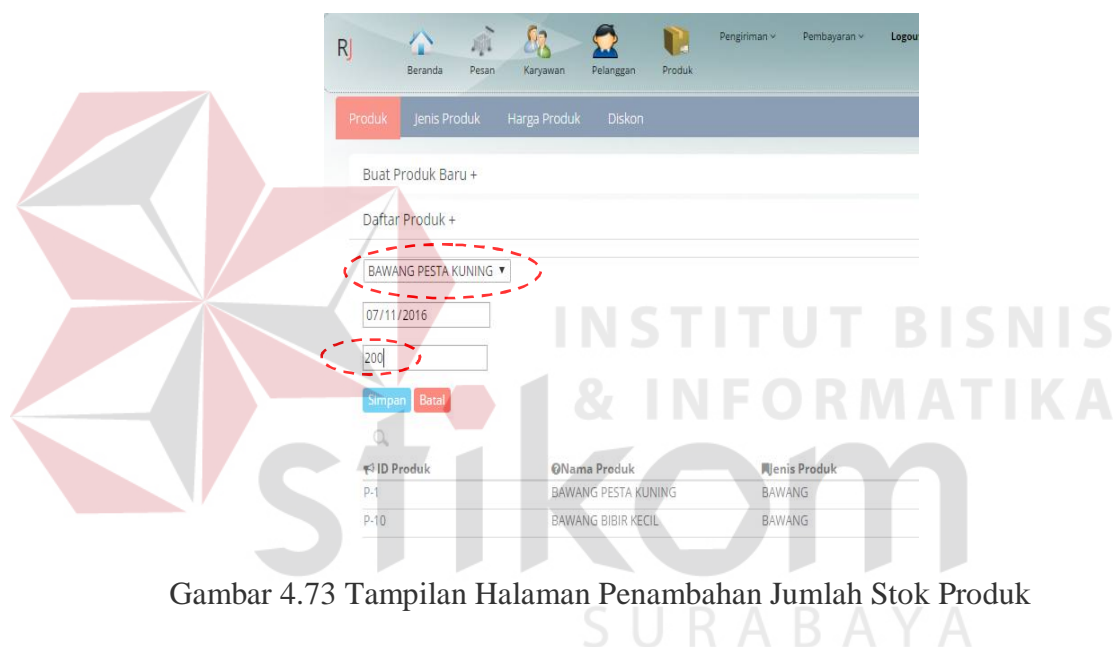 RJ
Beranda Pesan Karyawan Pelanggan Produk Pengiriman Pembayaran Logou
Produk Jenis Produk Harga Produk Diskon
Buat Produk Baru +
Daftar Produk +
BAWANG PESTA KUNING
07/11/2016
200
Simpan Batal
ID Produk Nama Produk Jenis Produk
P-1 BAWANG PESTA KUNING BAWANG
P-10 BAWANG BIBIR KECIL BAWANG
INSTITUT BISNIS
& INFORMATIKA
stikom
SURABAYA
Gambar 4.73 Tampilan Halaman Penambahan Jumlah Stok Produk